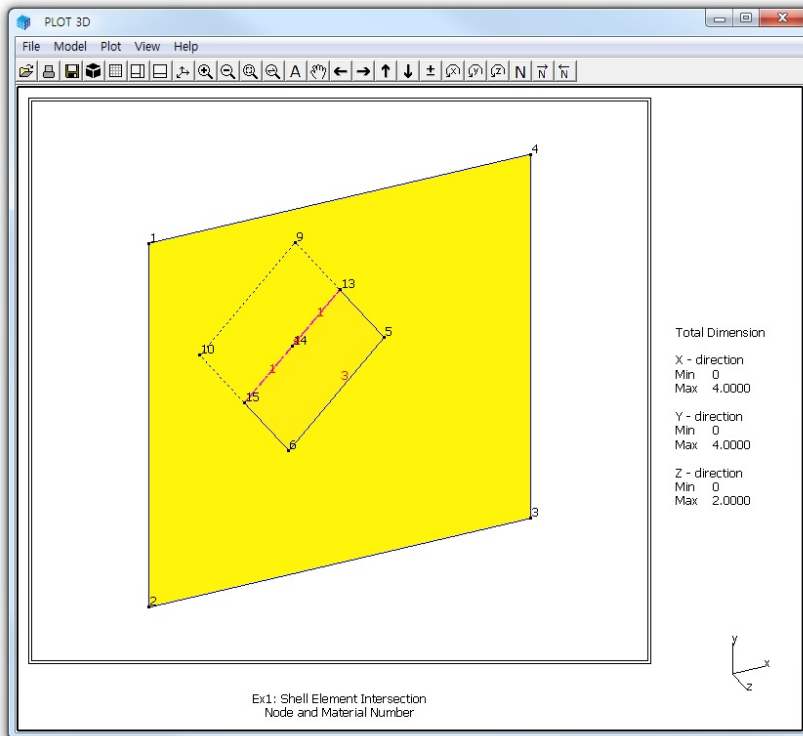 PLOT 3D
File Model Plot View Help
A ± x y z N N N
4
1
9
13
1
5
10
14
1
3
15
6
3
2
Total Dimension
X - direction
Min 0
Max 4.0000
Y - direction
Min 0
Max 4.0000
Z - direction
Min 0
Max 2.0000
y
x
z
Ex1: Shell Element Intersection
Node and Material Number